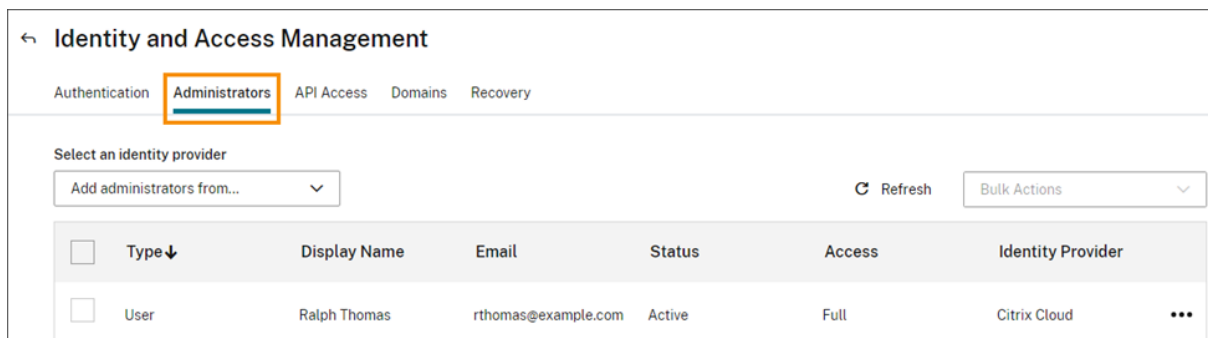 Identity and Access Management
Authentication Administrators API Access Domains Recovery
Select an identity provider
Add administrators from... Refresh Bulk Actions
Type Display Name Email Status Access Identity Provider
User Ralph Thomas rthomas@example.com Active Full Citrix Cloud